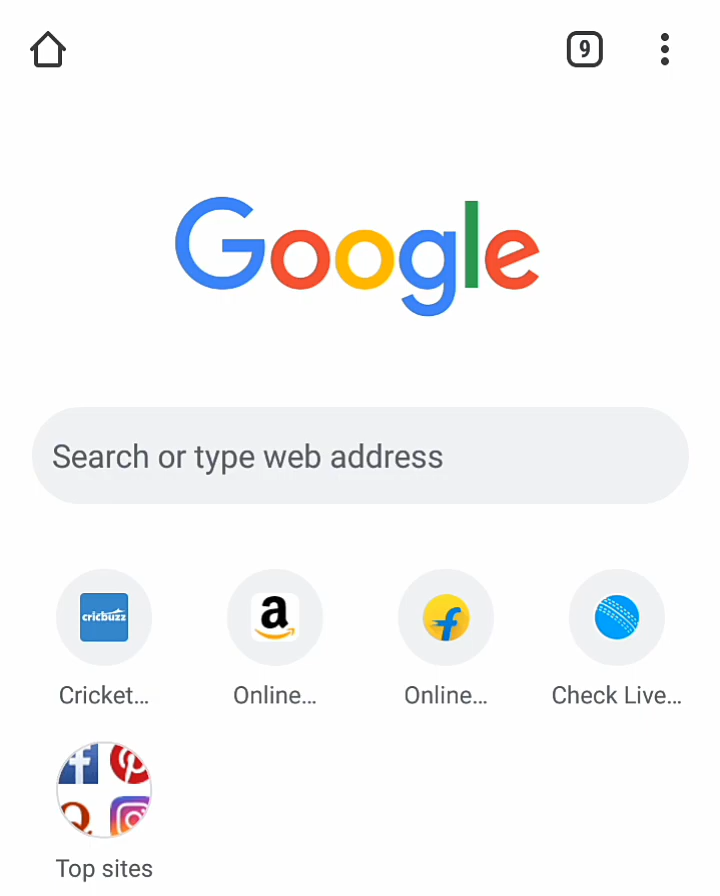 9
Google
Search or type web address
cricbuzz
a
f
Cricket...
Online...
Online...
Check Live...
f
Q
Top sites